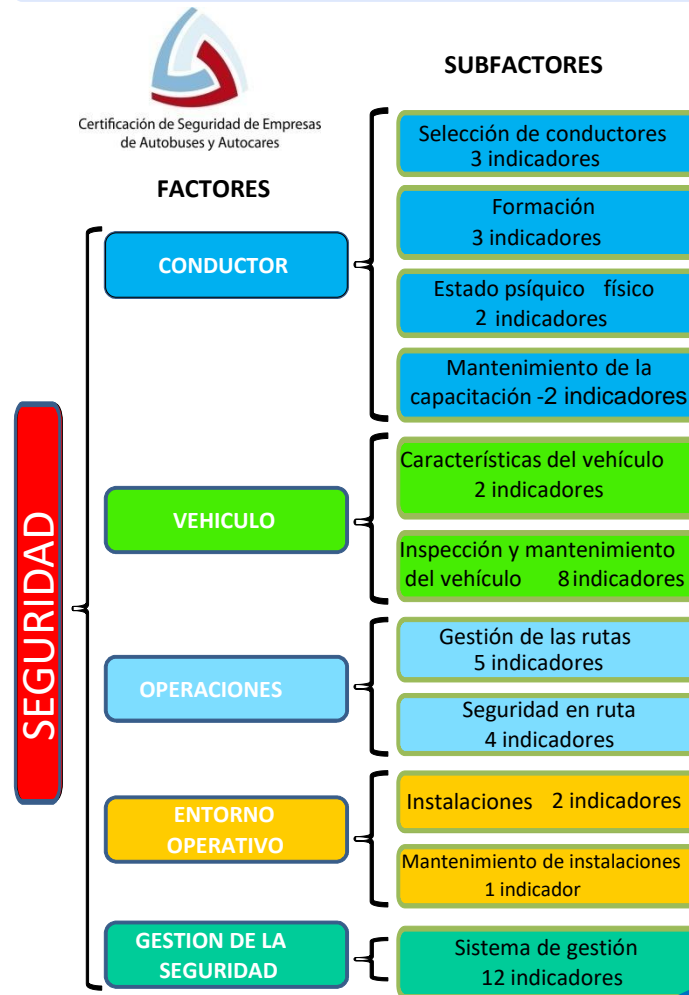 Certificación de Seguridad de Empresas
de Autobuses y Autocares
FACTORES
SUBFACTORES
SEGURIDAD
CONDUCTOR
Selección de conductores
3 indicadores
Formación
3 indicadores
Estado psíquico físico
2 indicadores
Mantenimiento de la
capacitación -2 indicadores
VEHICULO
Características del vehículo
2 indicadores
Inspección y mantenimiento
del vehículo 8 indicadores
OPERACIONES
Gestión de las rutas
5 indicadores
Seguridad en ruta
4 indicadores
ENTORNO
OPERATIVO
Instalaciones 2 indicadores
Mantenimiento de instalaciones
1 indicador
GESTION DE LA
SEGURIDAD
Sistema de gestión
12 indicadores